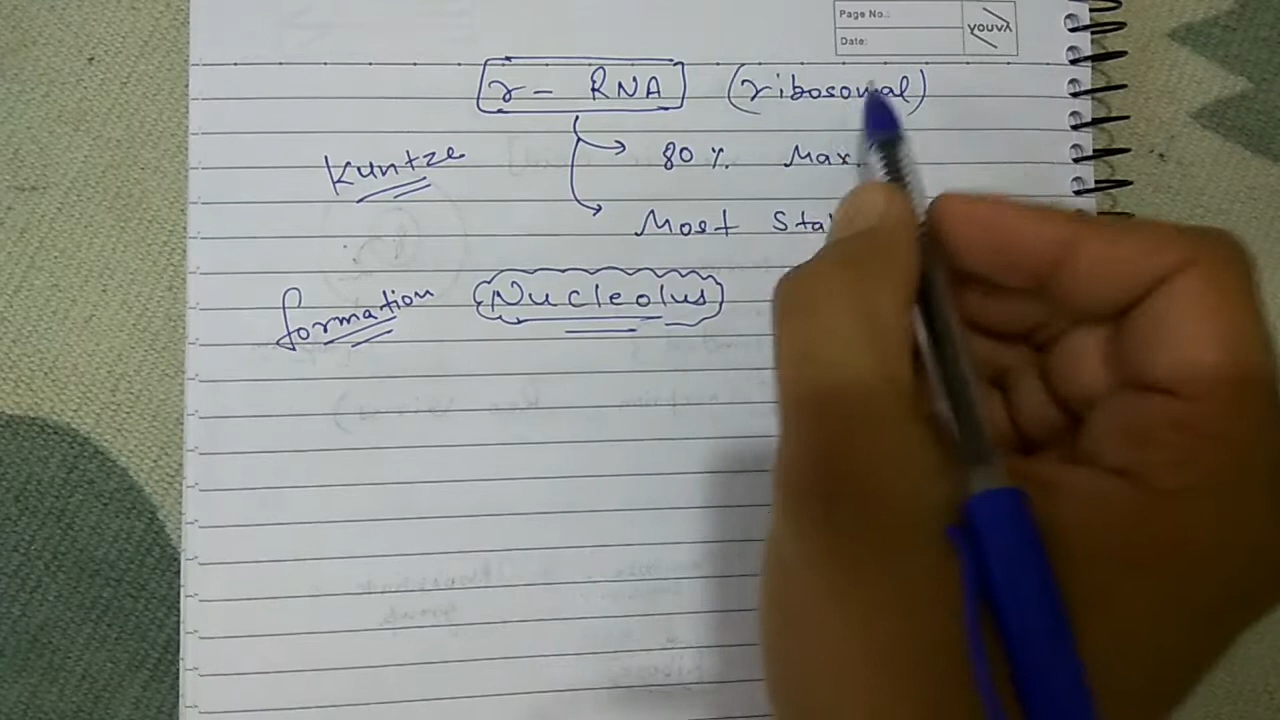 Page No.:
Date:
youva
r - RNA (ribosomal)
Kuntze
80 % Max.
Most Sta
formation Nucleolus